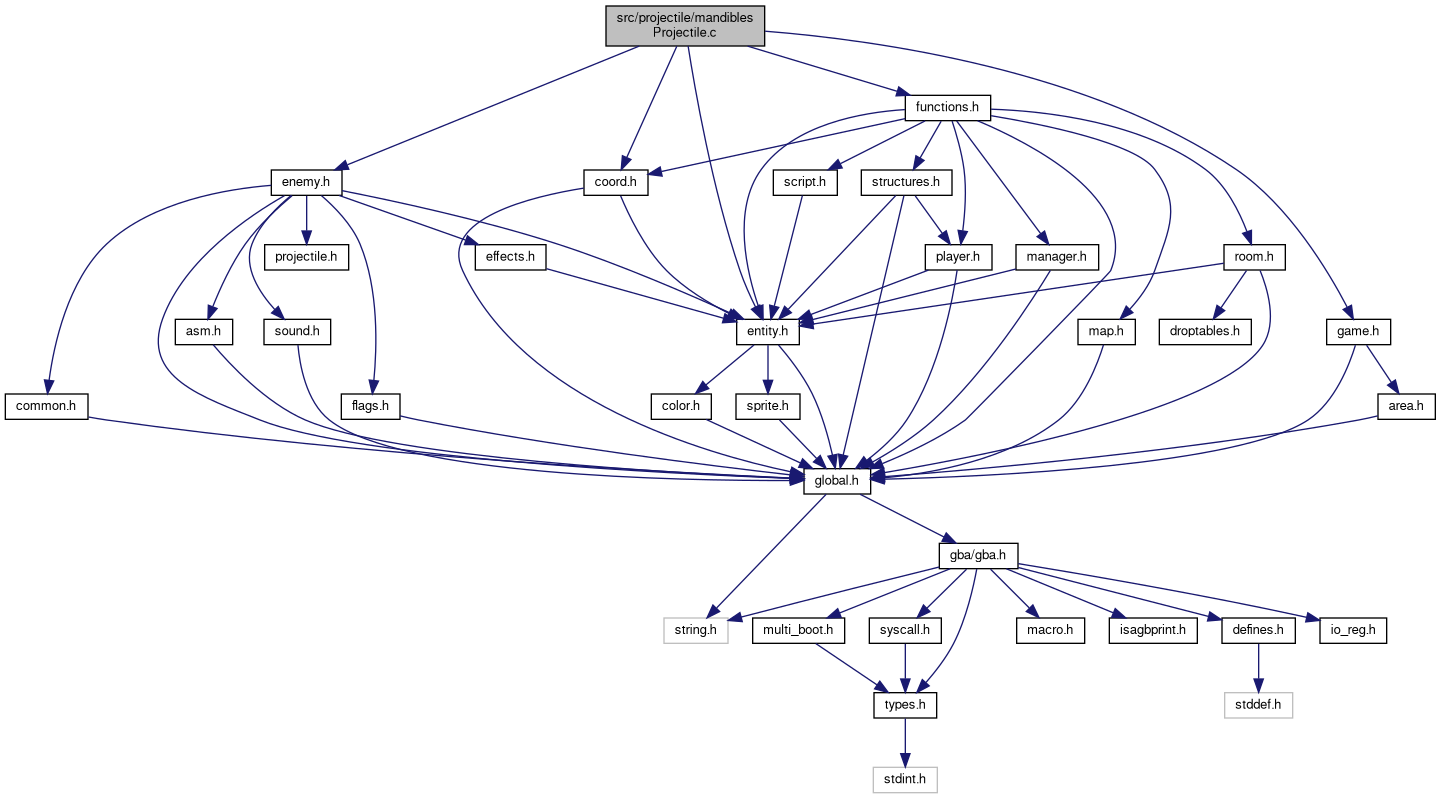 src/projectile/mandibles
Projectile.c
functions.h
enemy.h
coord.h
script.h
structures.h
projectile.h
effects.h
player.h
manager.h
room.h
asm.h
sound.h
entity.h
map.h
droptables.h
game.h
common.h
flags.h
color.h
sprite.h
area.h
global.h
gba/gba.h
string.h
multi_boot.h
syscall.h
macro.h
isagbprint.h
defines.h
io_reg.h
types.h
stddef.h
stdint.h